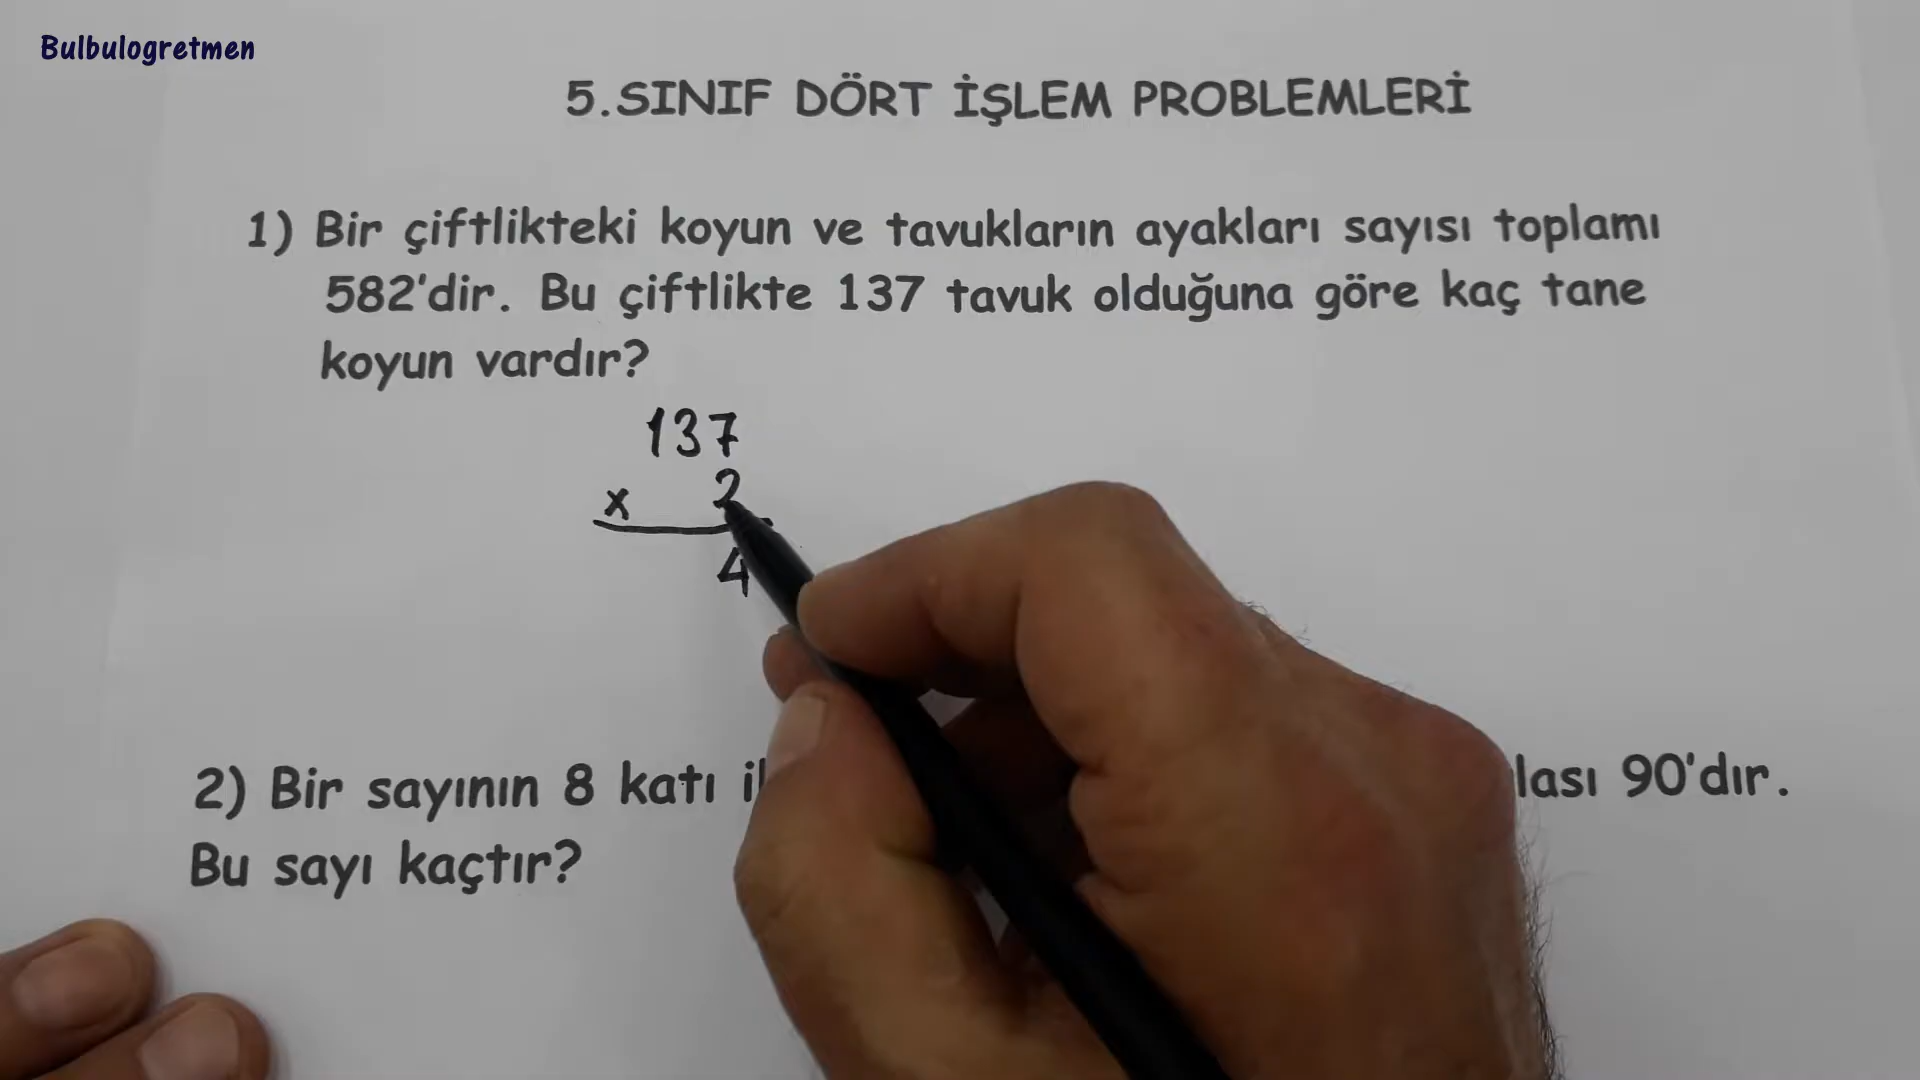 Bulbulogretmen
5.SINIF DÖRT İŞLEM PROBLEMLERİ
1) Bir çiftlikteki koyun ve tavukların ayakları sayısı toplamı
582'dir. Bu çiftlikte 137 tavuk olduğuna göre kaç tane
koyun vardır?
137
x 2
4
2) Bir sayının 8 katı 90'dır.
Bu sayı kaçtır?